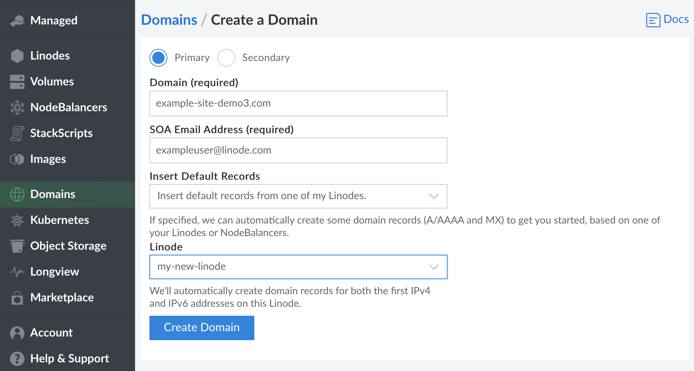 Managed
Linodes
Volumes
NodeBalancers
StackScripts
Images
Domains
Kubernetes
Object Storage
Longview
Marketplace
Account
Help & Support
Domains / Create a Domain
Docs
Primary Secondary
Domain (required)
example-site-demo3.com
SOA Email Address (required)
exampleuser@linode.com
Insert Default Records
Insert default records from one of my Linodes.
If specified, we can automatically create some domain records (A/AAAA and MX) to get you started, based on one of
your Linodes or NodeBalancers.
Linode
my-new-linode
We'll automatically create domain records for both the first IPv4
and IPv6 addresses on this Linode.
Create Domain